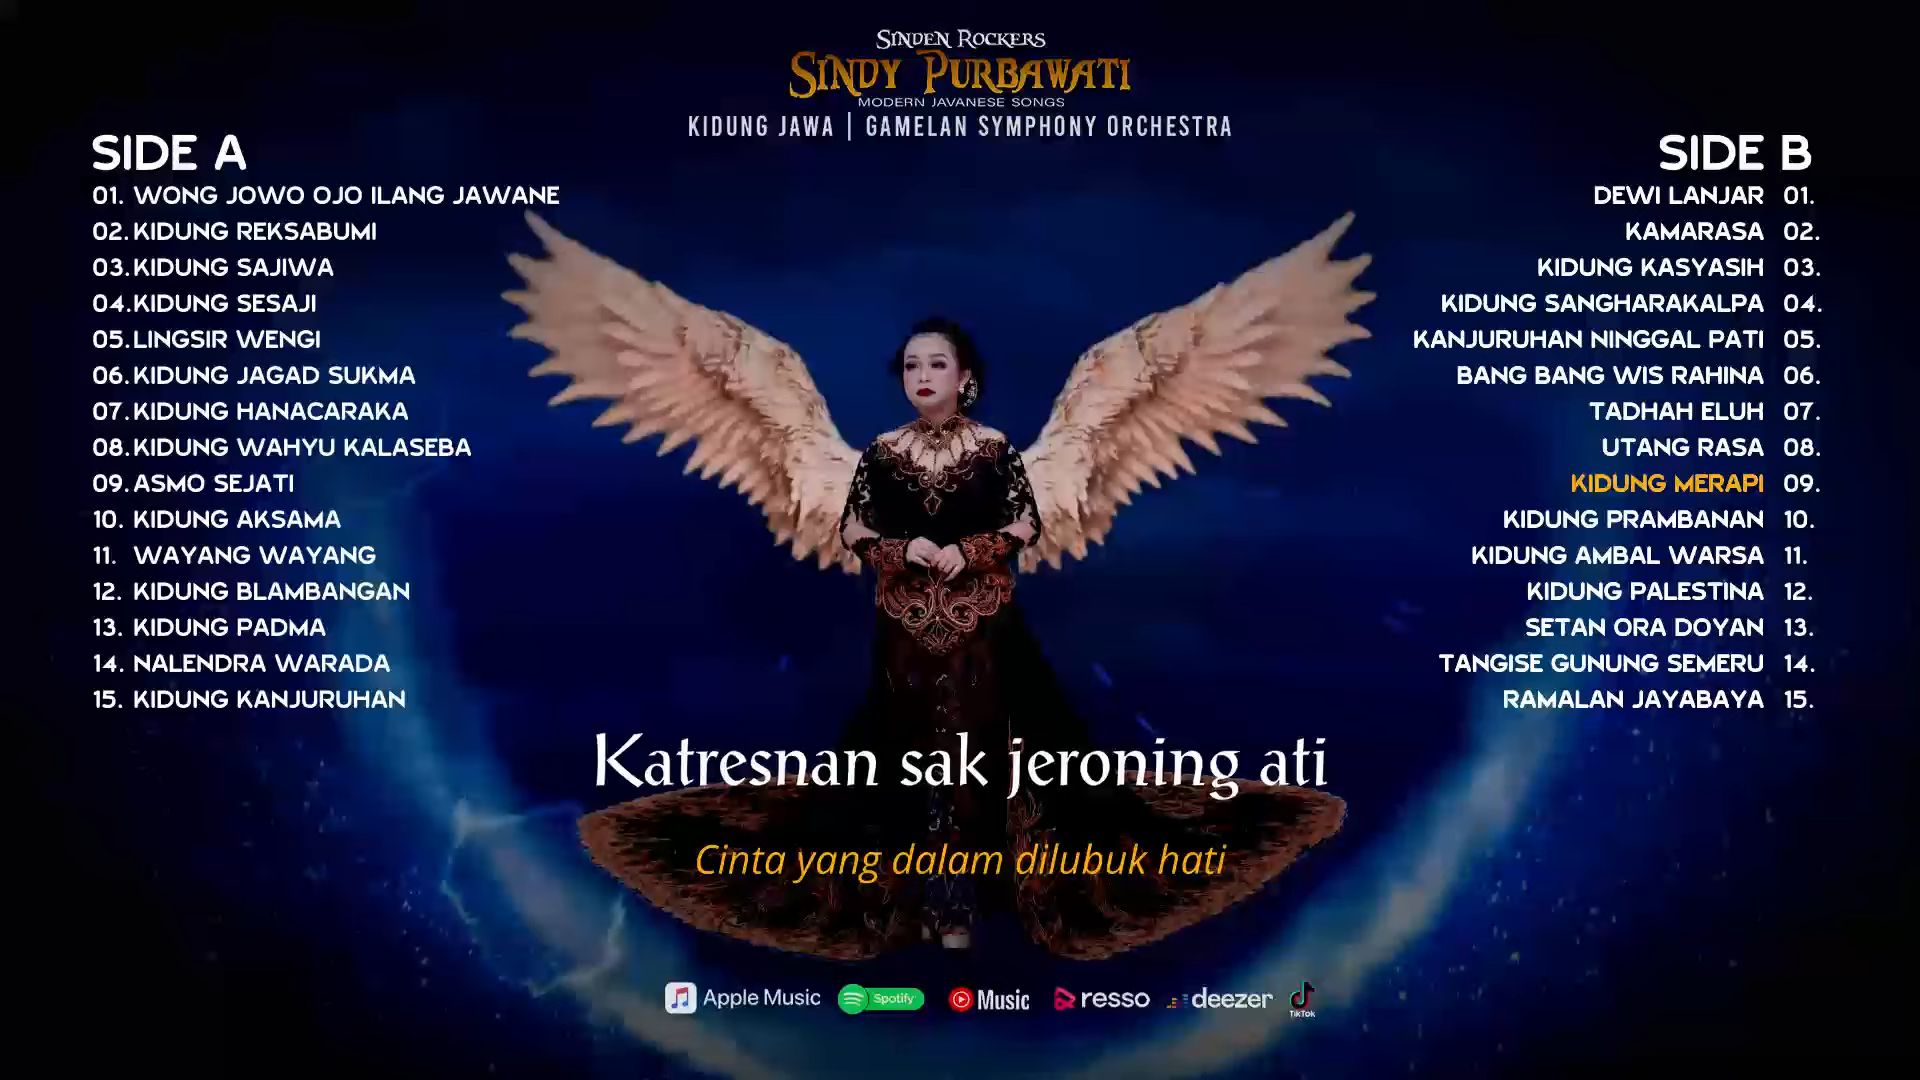 SINDEN ROCKERS
SINDY PURBAWATI
MODERN JAVANESE SONGS
KIDUNG JAWA | GAMELAN SYMPHONY ORCHESTRA
SIDE A
01. WONG JOWO OJO ILANG JAWANE
02. KIDUNG REKSABUMI
03. KIDUNG SAJIWA
04. KIDUNG SESAJI
05. LINGSIR WENGI
06. KIDUNG JAGAD SUKMA
07. KIDUNG HANACARAKA
08. KIDUNG WAHYU KALASEBA
09. ASMO SEJATI
10. KIDUNG AKSAMA
11. WAYANG WAYANG
12. KIDUNG BLAMBANGAN
13. KIDUNG PADMA
14. NALENDRA WARADA
15. KIDUNG KANJURUHAN
SIDE B
DEWI LANJAR 01.
KAMARASA 02.
KIDUNG KASYASIH 03.
KIDUNG SANGHARAKALPA 04.
KANJURUHAN NINGGAL PATI 05.
BANG BANG WIS RAHINA 06.
TADHAH ELUH 07.
UTANG RASA 08.
KIDUNG MERAPI 09.
KIDUNG PRAMBANAN 10.
KIDUNG AMBAL WARSA 11.
KIDUNG PALESTINA 12.
SETAN ORA DOYAN 13.
TANGISE GUNUNG SEMERU 14.
RAMALAN JAYABAYA 15.
Katresnan sak jeroning ati
Cinta yang dalam dilubuk hati
Apple Music Spotify Music resso deezer TikTok